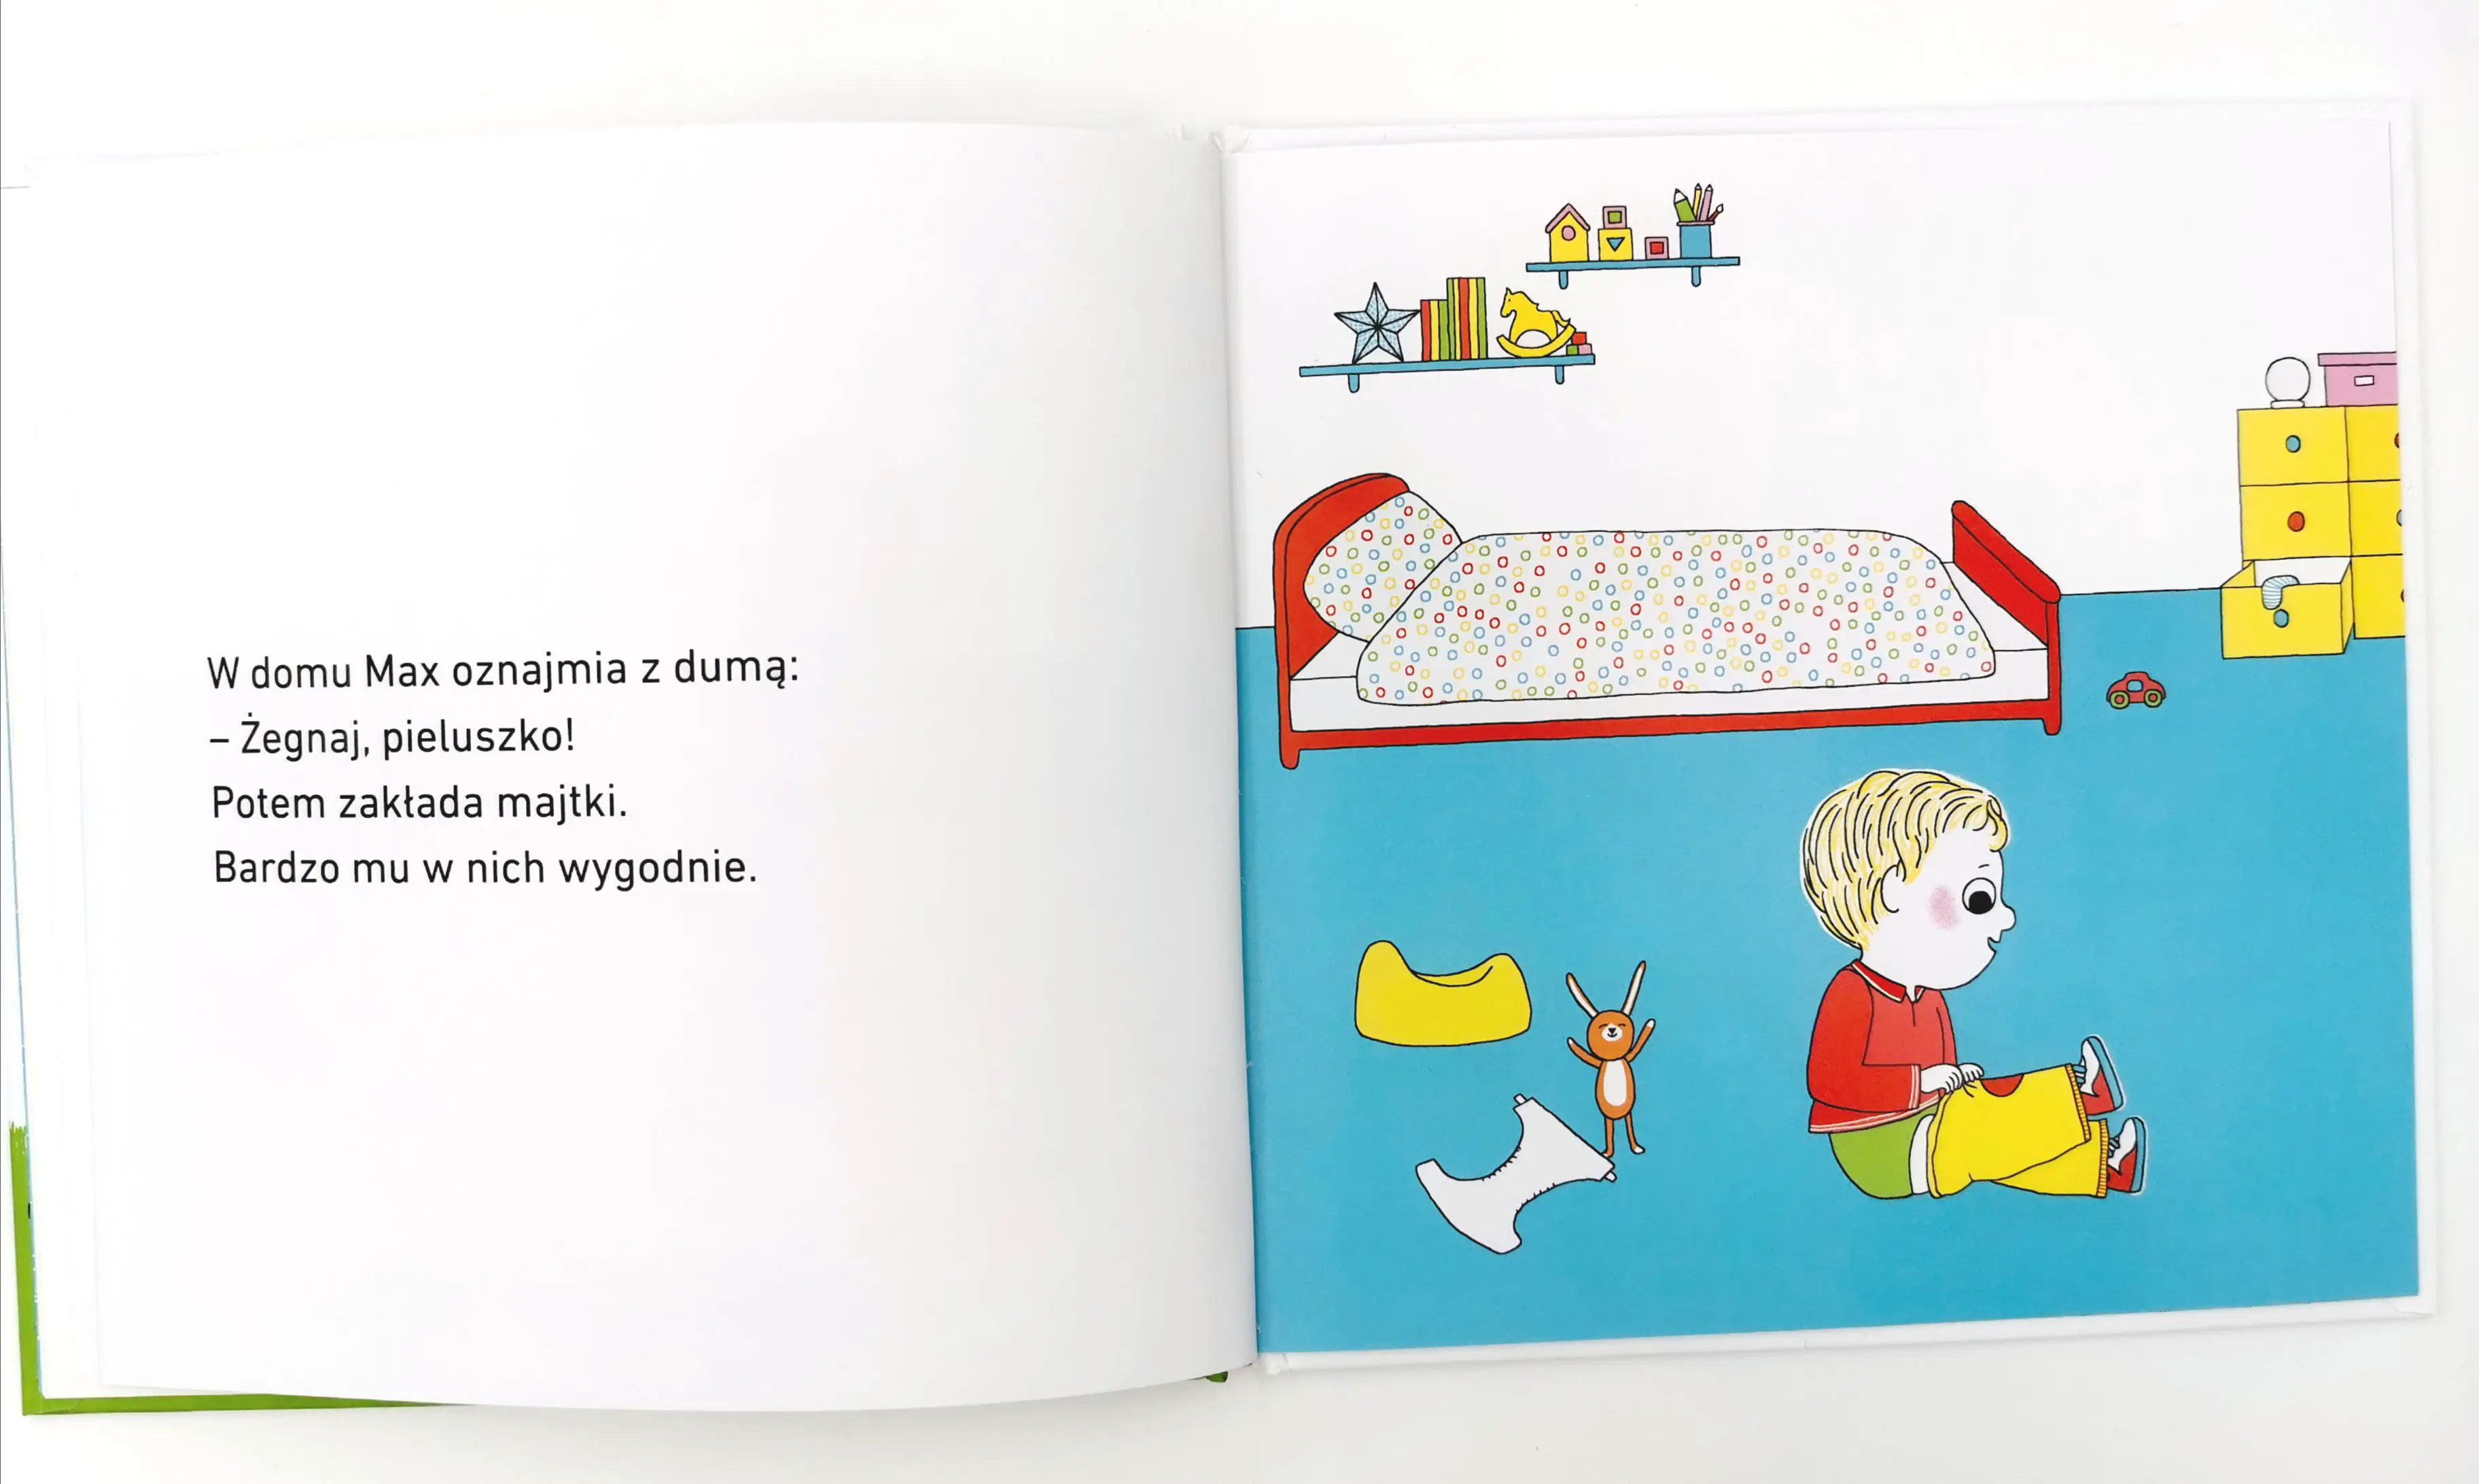 W domu Max oznajmia z dumą:
– Żegnaj, pieluszko!
Potem zakłada majtki.
Bardzo mu w nich wygodnie.